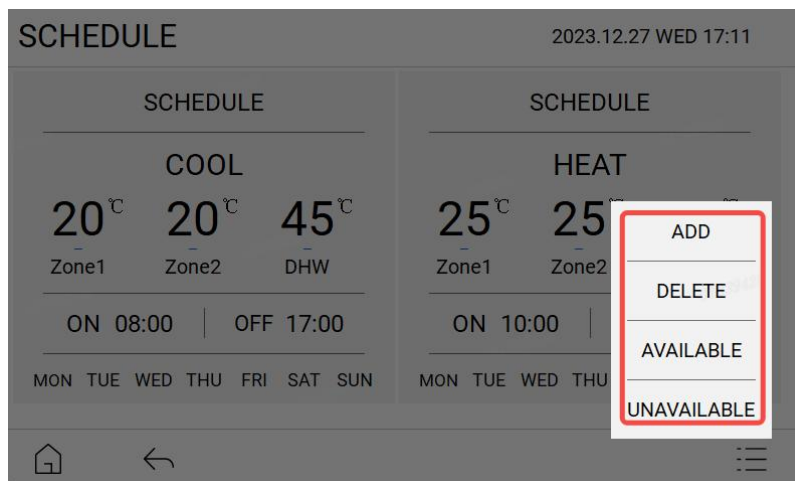 SCHEDULE 2023.12.27 WED 17:11
SCHEDULE
COOL
20℃ 20℃ 45℃
Zone1 Zone2 DHW
ON 08:00 OFF 17:00
MON TUE WED THU FRI SAT SUN
SCHEDULE
HEAT
25℃ 25
Zone1 Zone2
ON 10:00
MON TUE WED THU
ADD
DELETE
AVAILABLE
UNAVAILABLE